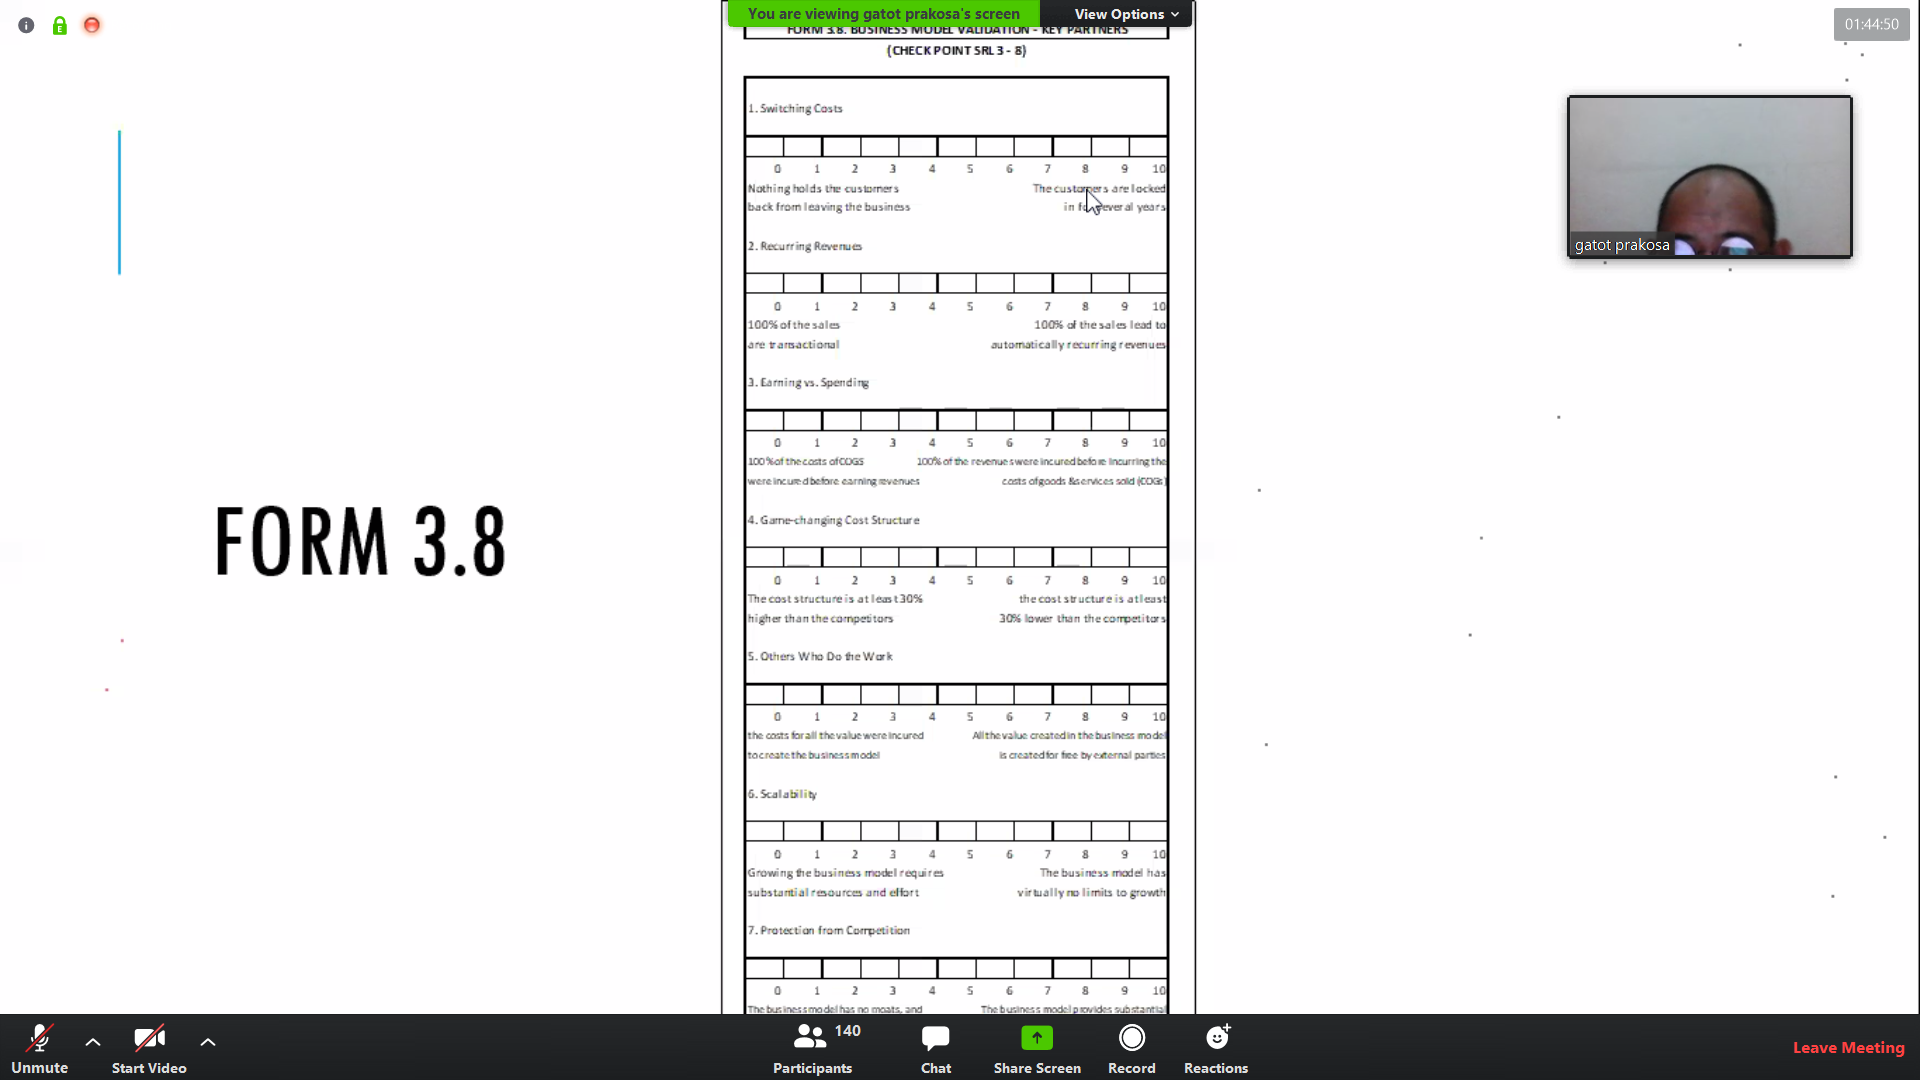 You are viewing gatot prakosa's screen
View Options
01:44:50
FORM 3.8. BUSINESS MODEL VALIDATION - KEY PARTNERS
(CHECK POINT SRL 3 - 8)
1. Switching Costs
0 1 2 3 4 5 6 7 8 9 10
Nothing holds the customers The customers are locked
back from leaving the business in for several years
2. Recurring Revenues
0 1 2 3 4 5 6 7 8 9 10
100% of the sales 100% of the sales lead to
are transactional automatically recurring revenues
3. Earning vs. Spending
0 1 2 3 4 5 6 7 8 9 10
100% of the costs of COGS 100% of the revenues were incured before incurring the
were incured before earning revenues costs of goods & services sold (COGs)
4. Game-changing Cost Structure
0 1 2 3 4 5 6 7 8 9 10
The cost structure is at least 30% the cost structure is at least
higher than the competitors 30% lower than the competitors
5. Others Who Do the Work
0 1 2 3 4 5 6 7 8 9 10
the costs for all the value were incured All the value created in the business model
to create the business model is created for free by external parties
6. Scalability
0 1 2 3 4 5 6 7 8 9 10
Growing the business model requires The business model has
substantial resources and effort virtually no limits to growth
7. Protection from Competition
0 1 2 3 4 5 6 7 8 9 10
The business model has no moats, and The business model provides substantial
FORM 3.8
gatot prakosa
Unmute
Start Video
140
Participants
Chat
Share Screen
Record
Reactions
Leave Meeting